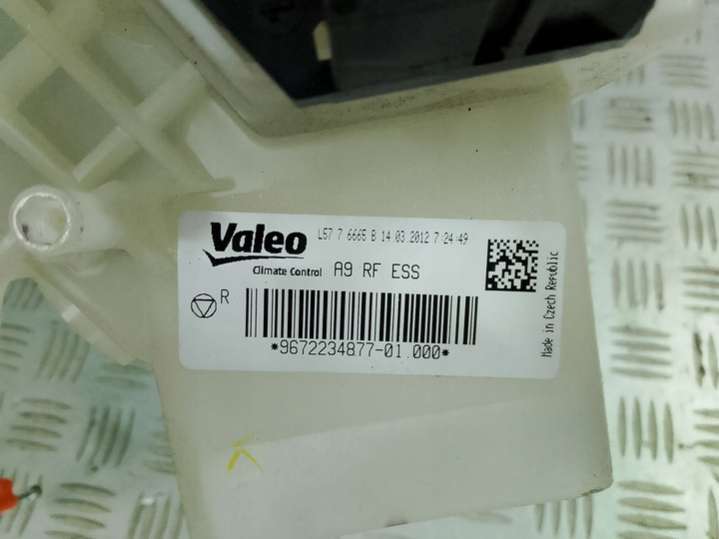 Valeo
L57 7 6665 B 14.03.2012 7:24:49
Climate Control A9 RF ESS
R
*9672234877-01.000*
Made in Czech Republic